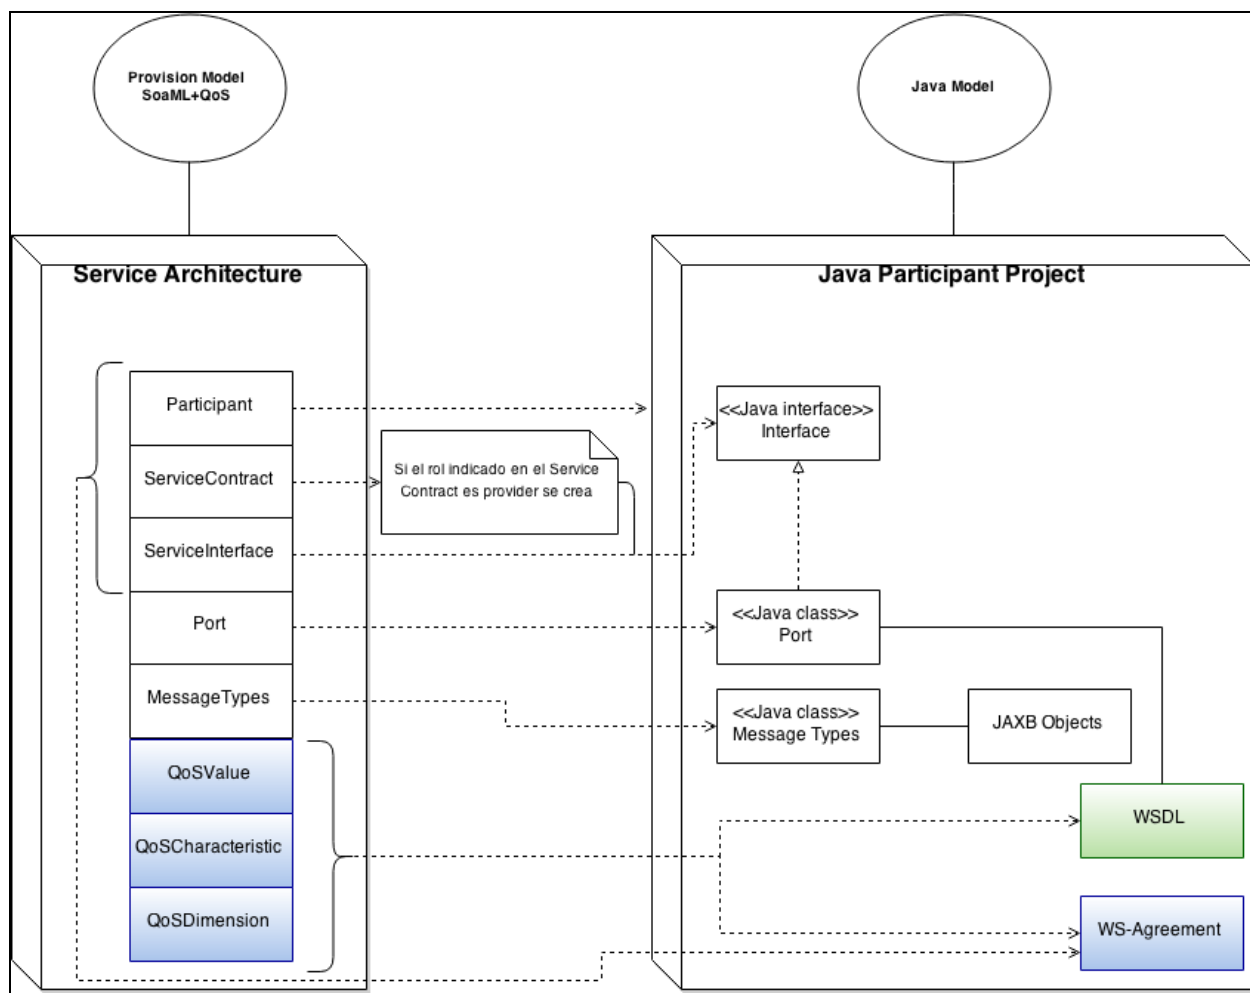 Provision Model
SoaML+QoS
Java Model
Service Architecture
Java Participant Project
Participant
ServiceContract
ServiceInterface
Port
MessageTypes
QoSValue
QoSCharacteristic
QoSDimension
Si el rol indicado en el Service
Contract es provider se crea
<<Java interface>>
Interface
<<Java class>>
Port
<<Java class>>
Message Types
JAXB Objects
WSDL
WS-Agreement